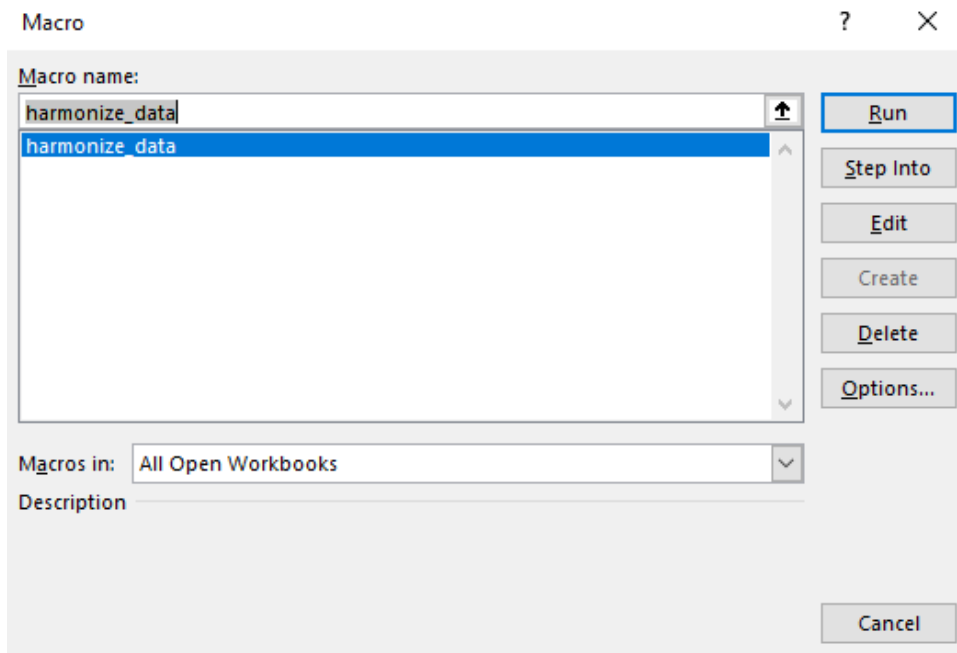 Macro
?
Macro name:
harmonize_data
harmonize_data
Run
Step Into
Edit
Create
Delete
Options...
Macros in:
All Open Workbooks
Description
Cancel